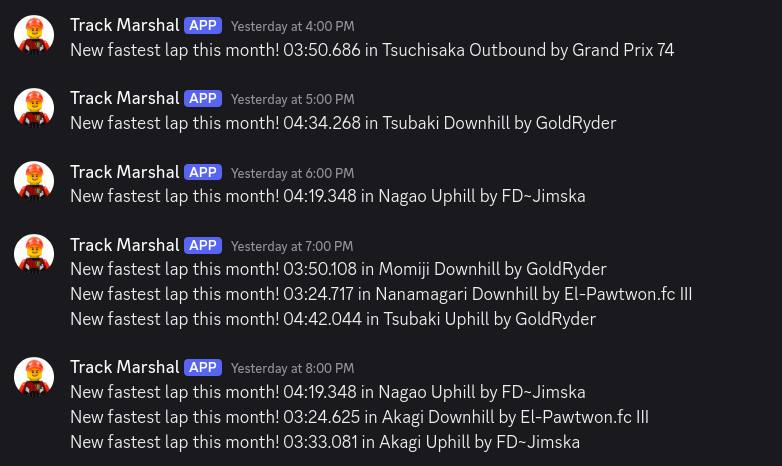 Track Marshal APP Yesterday at 4:00 PM
New fastest lap this month! 03:50.686 in Tsuchisaka Outbound by Grand Prix 74
Track Marshal APP Yesterday at 5:00 PM
New fastest lap this month! 04:34.268 in Tsubaki Downhill by GoldRyder
Track Marshal APP Yesterday at 6:00 PM
New fastest lap this month! 04:19.348 in Nagao Uphill by FD~Jimska
Track Marshal APP Yesterday at 7:00 PM
New fastest lap this month! 03:50.108 in Momiji Downhill by GoldRyder
New fastest lap this month! 03:24.717 in Nanamagari Downhill by El-Pawtwon.fc III
New fastest lap this month! 04:42.044 in Tsubaki Uphill by GoldRyder
Track Marshal APP Yesterday at 8:00 PM
New fastest lap this month! 04:19.348 in Nagao Uphill by FD~Jimska
New fastest lap this month! 03:24.625 in Akagi Downhill by El-Pawtwon.fc III
New fastest lap this month! 03:33.081 in Akagi Uphill by FD~Jimska